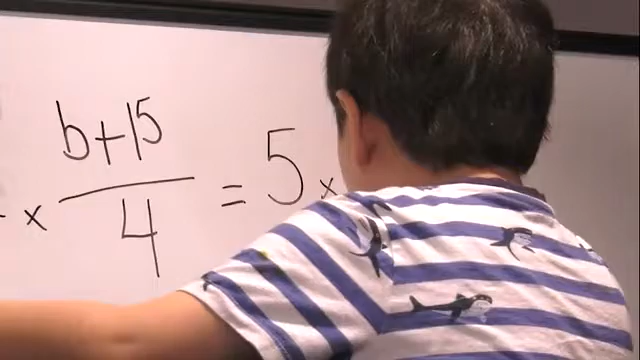 b+15
x — = 5 x
4